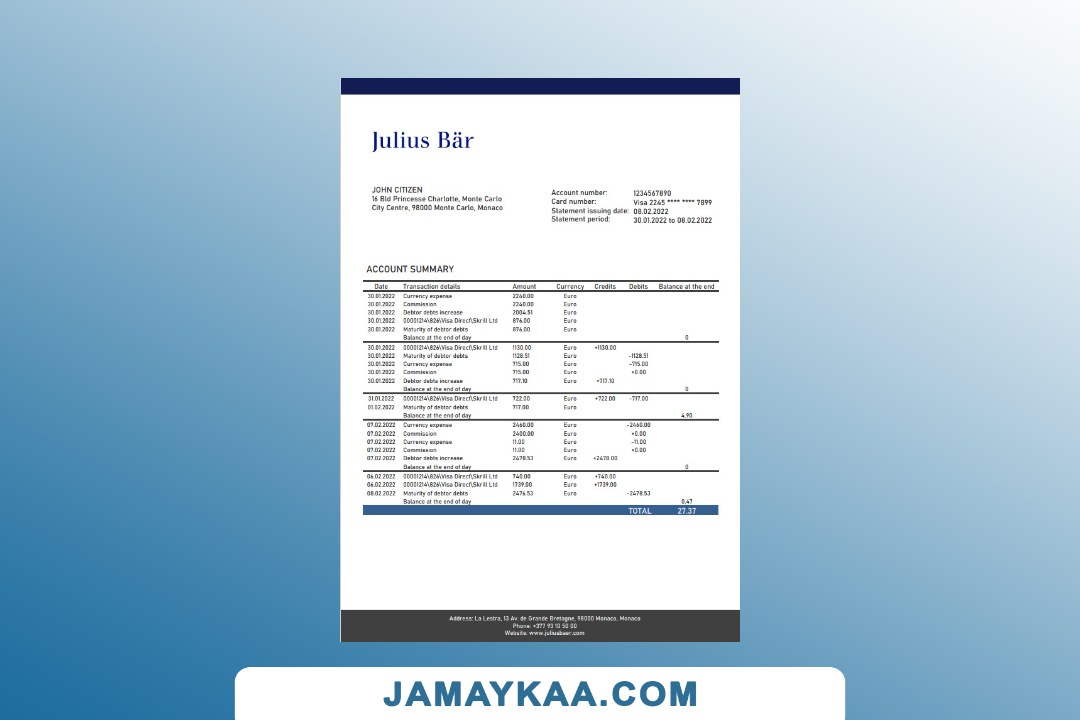 Julius Bär
JOHN CITIZEN
16 Bld Princesse Charlotte, Monte Carlo
City Centre, 98000 Monte Carlo, Monaco
Account number: 1234567890
Card number: Visa 2245 **** **** 7899
Statement issuing date: 08.02.2022
Statement period: 30.01.2022 to 08.02.2022
ACCOUNT SUMMARY
Date Transaction details Amount Currency Credits Debits Balance at the end
30.01.2022 Currency expense 2240.00 Euro
30.01.2022 Commission 2240.00 Euro
30.01.2022 Debtor debts increase 2004.51 Euro
30.01.2022 00001214\826\Visa Direct\Skrill Ltd 876.00 Euro
30.01.2022 Maturity of debtor debts 876.00 Euro
Balance at the end of day 0
30.01.2022 00001214\826\Visa Direct\Skrill Ltd 1130.00 Euro +1130.00
30.01.2022 Maturity of debtor debts 1128.51 Euro -1128.51
30.01.2022 Currency expense 715.00 Euro -715.00
30.01.2022 Commission 715.00 Euro +0.00
30.01.2022 Debtor debts increase 717.10 Euro +717.10
Balance at the end of day 0
31.01.2022 00001214\826\Visa Direct\Skrill Ltd 722.00 Euro +722.00 -717.00
01.02.2022 Maturity of debtor debts 717.00 Euro
Balance at the end of day 4.90
07.02.2022 Currency expense 2460.00 Euro -2460.00
07.02.2022 Commission 2400.00 Euro +0.00
07.02.2022 Currency expense 11.00 Euro -11.00
07.02.2022 Commission 11.00 Euro +0.00
07.02.2022 Debtor debts increase 2478.53 Euro +2478.00
Balance at the end of day 0
06.02.2022 00001214\826\Visa Direct\Skrill Ltd 740.00 Euro +740.00
06.02.2022 00001214\826\Visa Direct\Skrill Ltd 1739.00 Euro +1739.00
08.02.2022 Maturity of debtor debts 2476.53 Euro -2478.53
Balance at the end of day 0.47
TOTAL 27.37
Address: La Lestra, 13 Av. de Grande Bretagne, 98000 Monaco, Monaco
Phone: +377 93 10 50 00
Website: www.juliusbaer.com
JAMAYKAA.COM